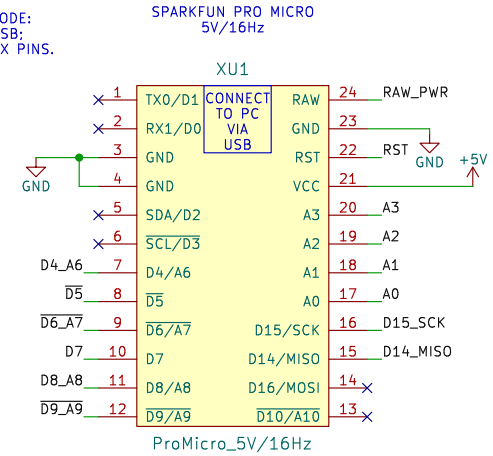 SPARKFUN PRO MICRO
5V/16Hz
ODE:
SB;
X PINS.
XU1
CONNECT
TO PC
VIA
USB
1 TX0/D1
2 RX1/D0
3 GND
4 GND
GND
5 SDA/D2
6 SCL/D3
D4_A6 7 D4/A6
D5 8 D5
D6_A7 9 D6/A7
D7 10 D7
D8_A8 11 D8/A8
D9_A9 12 D9/A9
RAW 24 RAW_PWR
GND 23
GND
RST 22 RST
VCC 21 +5V
A3 20 A3
A2 19 A2
A1 18 A1
A0 17 A0
D15/SCK 16 D15_SCK
D14/MISO 15 D14_MISO
D16/MOSI 14
D10/A10 13
ProMicro_5V/16Hz